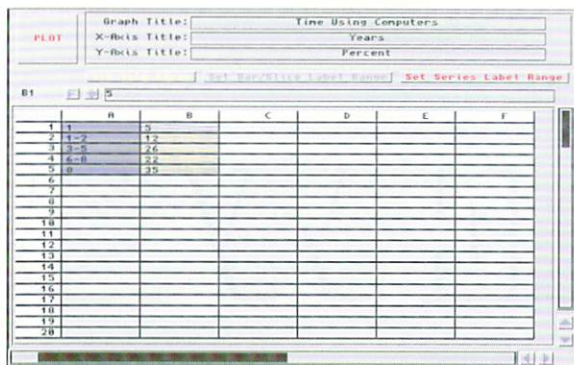 Graph Title: Time Using Computers
PLOT X-Axis Title: Years
Y-Axis Title: Percent
Set Bar/Slice Label Range Set Series Label Range
B1 5
A B C D E F
1 1 5
2 1-2 12
3 3-5 26
4 6-8 22
5 8 35
6
7
8
9
10
11
12
13
14
15
16
17
18
19
20